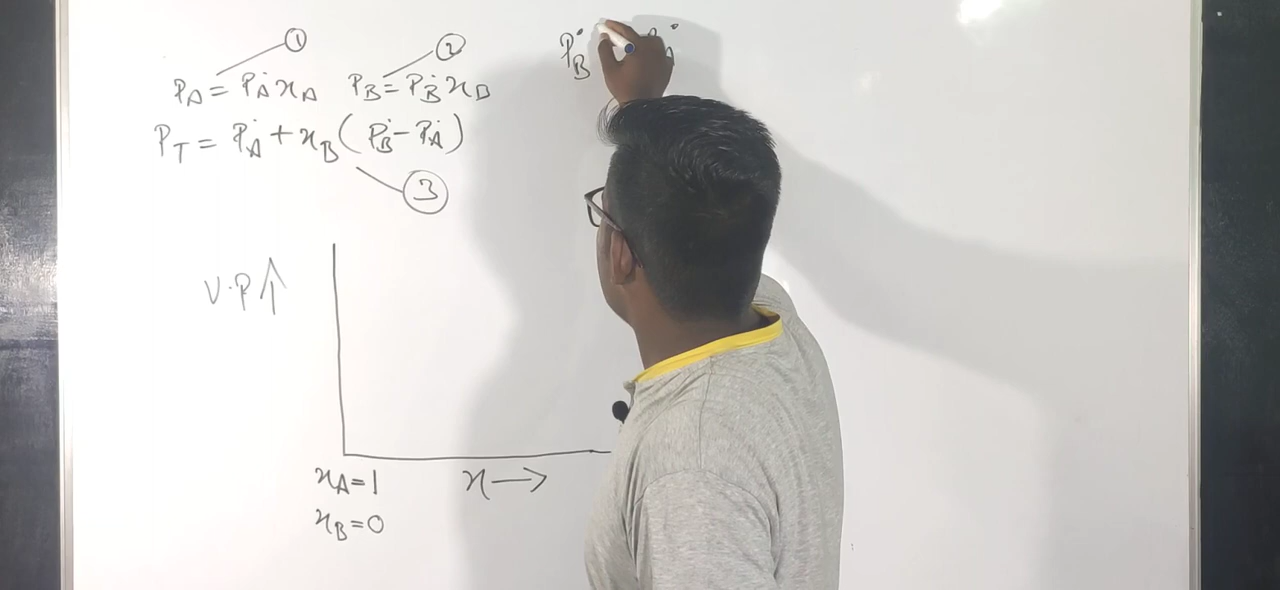 ① ②
P_A = P°_A x_A P_B = P°_B x_B
P_T = P°_A + x_B (P°_B - P°_A)
③
P°_B
V.P ↑
x_A = 1 x →
x_B = 0